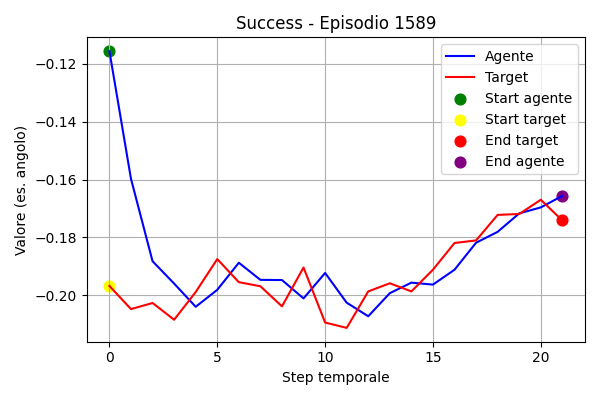 Success - Episodio 1589
Valore (es. angolo)
−0.12
−0.14
−0.16
−0.18
−0.20
Agente
Target
Start agente
Start target
End target
End agente
0
5
10
15
20
Step temporale